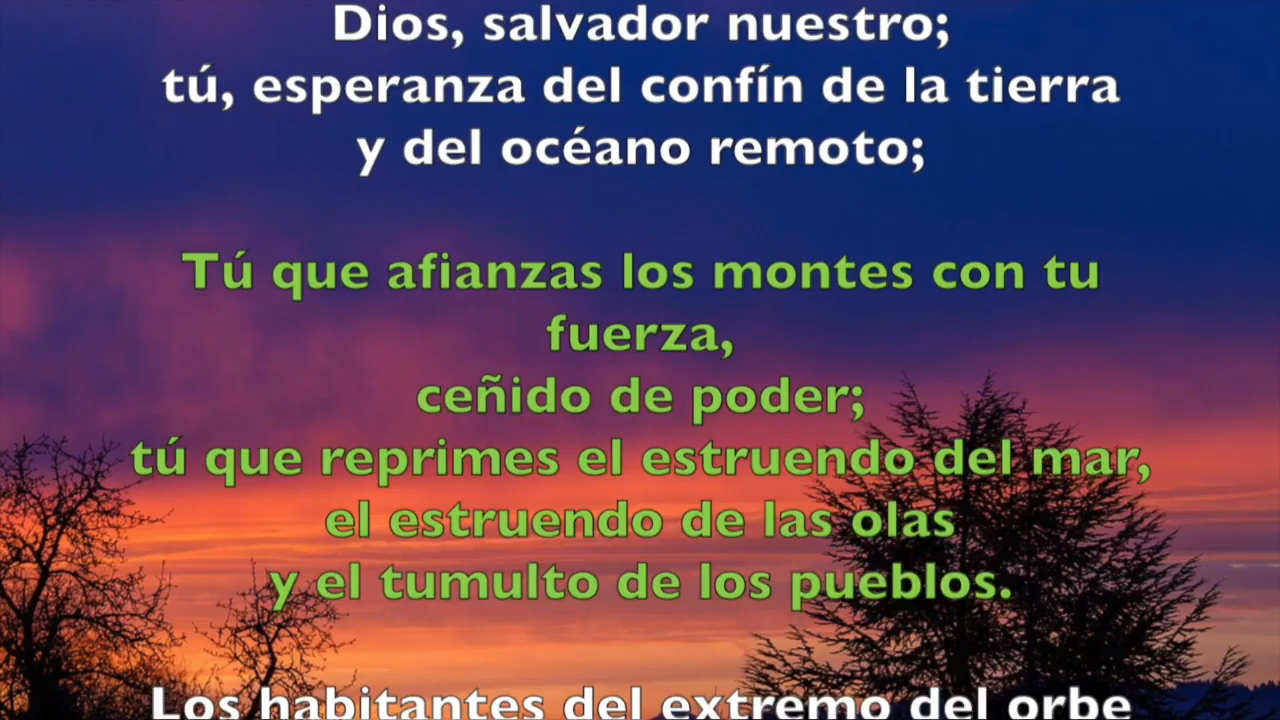 Dios, salvador nuestro;
tú, esperanza del confín de la tierra
y del océano remoto;
Tú que afianzas los montes con tu
fuerza,
ceñido de poder;
tú que reprimes el estruendo del mar,
el estruendo de las olas
y el tumulto de los pueblos.
Los habitantes del extremo del orbe